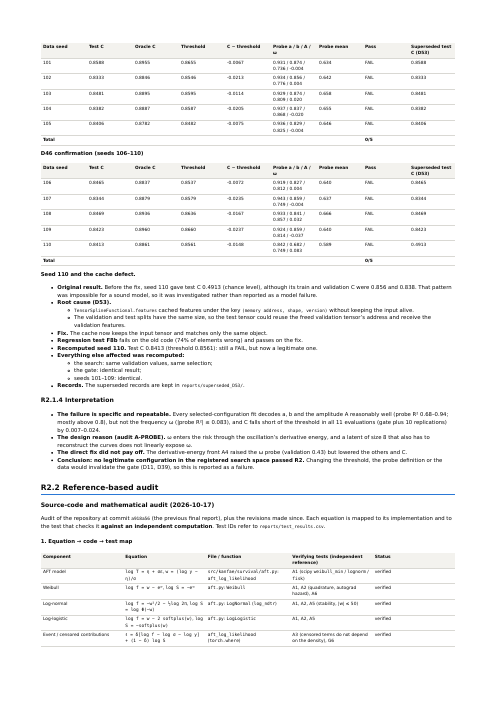 Data seed Test C Oracle C Threshold C − threshold Probe a / b / A / Probe mean Pass Superseded test
ω C (D53)
101 0.8588 0.8955 0.8655 -0.0067 0.931 / 0.874 / 0.634 FAIL 0.8588
0.736 / -0.004
102 0.8333 0.8846 0.8546 -0.0213 0.934 / 0.856 / 0.642 FAIL 0.8333
0.776 / 0.004
103 0.8481 0.8895 0.8595 -0.0114 0.929 / 0.874 / 0.658 FAIL 0.8481
0.809 / 0.020
104 0.8382 0.8887 0.8587 -0.0205 0.937 / 0.837 / 0.655 FAIL 0.8382
0.868 / -0.020
105 0.8406 0.8782 0.8482 -0.0075 0.936 / 0.829 / 0.646 FAIL 0.8406
0.825 / -0.004
Total 0/5
D46 confirmation (seeds 106–110)
Data seed Test C Oracle C Threshold C − threshold Probe a / b / A / Probe mean Pass Superseded test
ω C (D53)
106 0.8465 0.8837 0.8537 -0.0072 0.919 / 0.827 / 0.640 FAIL 0.8465
0.812 / 0.004
107 0.8344 0.8879 0.8579 -0.0235 0.943 / 0.859 / 0.637 FAIL 0.8344
0.749 / -0.004
108 0.8469 0.8936 0.8636 -0.0167 0.933 / 0.841 / 0.666 FAIL 0.8469
0.857 / 0.032
109 0.8423 0.8960 0.8660 -0.0237 0.924 / 0.859 / 0.640 FAIL 0.8423
0.814 / -0.037
110 0.8413 0.8861 0.8561 -0.0148 0.842 / 0.682 / 0.589 FAIL 0.4913
0.749 / 0.083
Total 0/5
Seed 110 and the cache defect.
• Original result. Before the fix, seed 110 gave test C 0.4913 (chance level), although its train and validation C were 0.856 and 0.838. That pattern
was impossible for a sound model, so it was investigated rather than reported as a model failure.
• Root cause (D53).
◦ TensorSplineFunctional.features cached features under the key (memory address, shape, version) without keeping the input alive.
◦ The validation and test splits have the same size, so the test tensor could reuse the freed validation tensor's address and receive the
validation features.
• Fix. The cache now keeps the input tensor and matches only the same object.
• Regression test F8b fails on the old code (74% of elements wrong) and passes on the fix.
• Recomputed seed 110. Test C 0.8413 (threshold 0.8561): still a FAIL, but now a legitimate one.
• Everything else affected was recomputed:
◦ the search: same validation values, same selection;
◦ the gate: identical result;
◦ seeds 101–109: identical.
• Records. The superseded records are kept in reports/superseded_D53/.
R2.1.4 Interpretation
• The failure is specific and repeatable. Every selected-configuration fit decodes a, b and the amplitude A reasonably well (probe R² 0.68–0.94;
mostly above 0.8), but not the frequency ω (|probe R²| ≤ 0.083), and C falls short of the threshold in all 11 evaluations (gate plus 10 replications)
by 0.007–0.024.
• The design reason (audit A-PROBE). ω enters the risk through the oscillation's derivative energy, and a latent of size 8 that also has to
reconstruct the curves does not linearly expose ω.
• The direct fix did not pay off. The derivative-energy front A4 raised the ω probe (validation 0.43) but lowered the others and C.
• Conclusion: no legitimate configuration in the registered search space passed R2. Changing the threshold, the probe definition or the
data would invalidate the gate (D11, D39), so this is reported as a failure.
R2.2 Reference-based audit
Source-code and mathematical audit (2026-10-17)
Audit of the repository at commit (the previous final report), plus the revisions made since. Each equation is mapped to its implementation and to
the test that checks it against an independent computation. Test IDs refer to reports/test_results.csv.
1. Equation → code → test map
Component Equation File / function Verifying tests (independent Status
reference)
AFT model log T = η + σε, w = (log y − src/kanfae/survival/aft.py: A1 (scipy weibull_min / lognorm / verified
η)/σ aft_log_likelihood fisk)
Weibull log f = w − eʷ, log S = −eʷ aft.py:Weibull A1, A2 (quadrature, autograd verified
hazard), A6
Log-normal log f = −w²/2 − ½log 2π, log S aft.py:LogNormal (log_ndtr) A1, A2, A5 (stability, |w| ≤ 50) verified
= log Φ(−w)
Log-logistic log f = w − 2 softplus(w), log aft.py:LogLogistic A1, A2, A5 verified
S = −softplus(w)
Event / censored contributions ℓ = δ[log f − log σ − log y] aft_log_likelihood A3 (censored terms do not verified
+ (1 − δ) log S (torch.where) depend on the density), G6